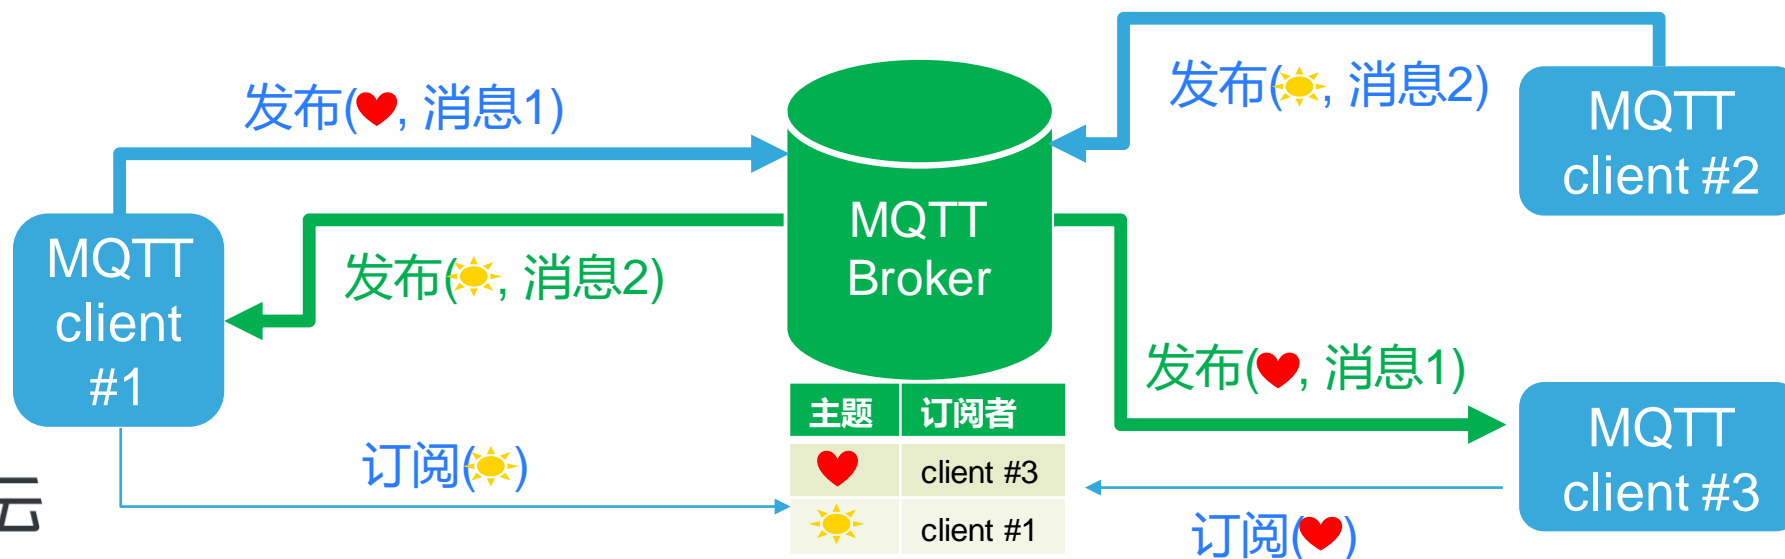 发布(❤, 消息1)
发布(☀, 消息2)
MQTT
client #2
MQTT
Broker
MQTT
client
#1
发布(☀, 消息2)
发布(❤, 消息1)
主题 订阅者
❤ client #3
☀ client #1
订阅(☀)
MQTT
client #3
订阅(❤)
云